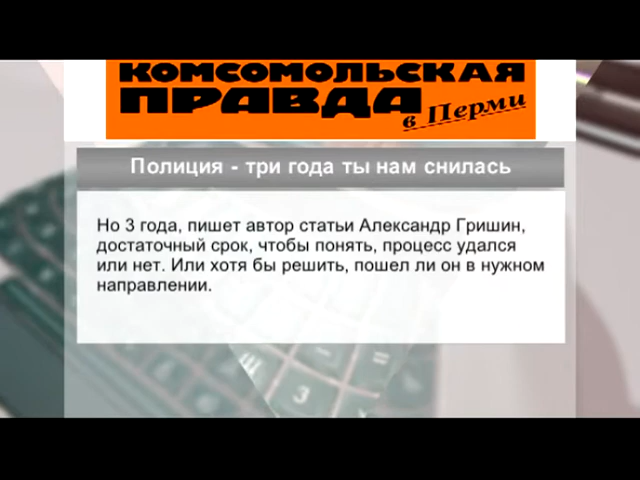 КОМСОМОЛЬСКАЯ
ПРАВДА
в Перми
Полиция - три года ты нам снилась
Но 3 года, пишет автор статьи Александр Гришин,
достаточный срок, чтобы понять, процесс удался
или нет. Или хотя бы решить, пошел ли он в нужном
направлении.
Щ
З